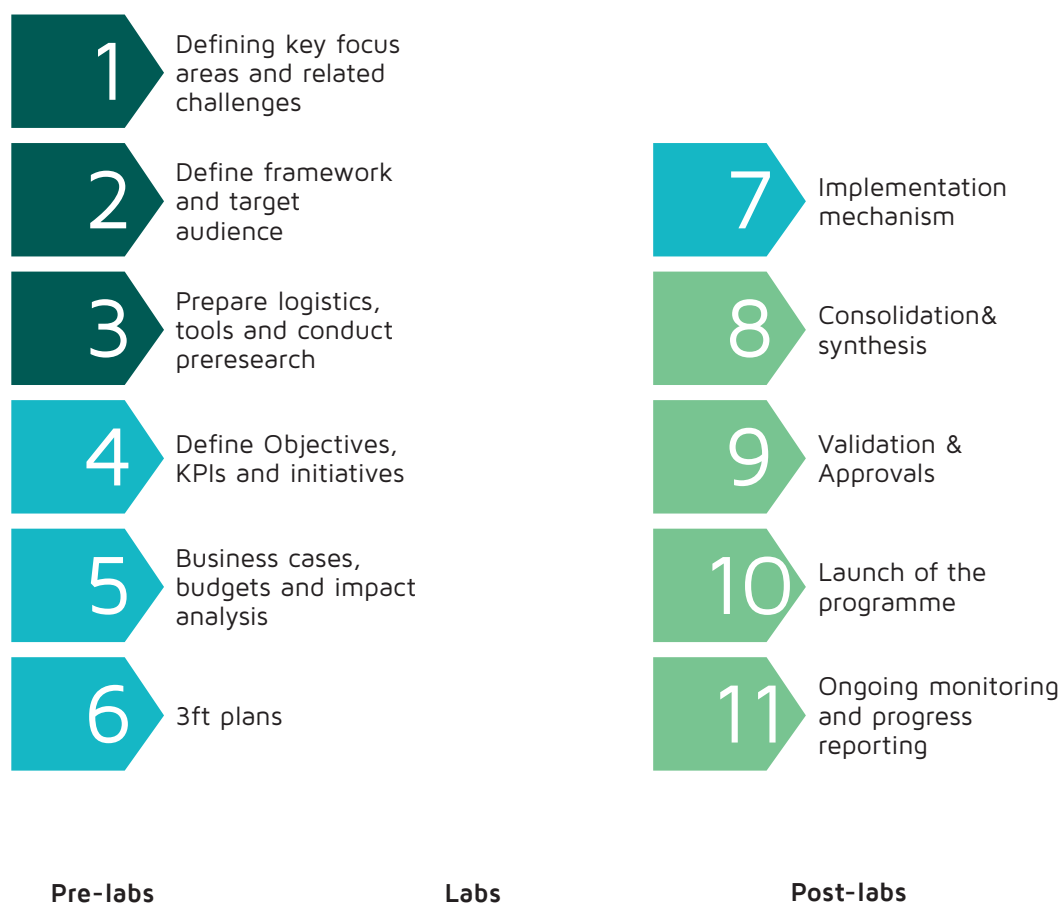 1
Defining key focus
areas and related
challenges
2
Define framework
and target
audience
3
Prepare logistics,
tools and conduct
preresearch
4
Define Objectives,
KPIs and initiatives
5
Business cases,
budgets and impact
analysis
6
3ft plans
7
Implementation
mechanism
8
Consolidation&
synthesis
9
Validation &
Approvals
10
Launch of the
programme
11
Ongoing monitoring
and progress
reporting
Pre-labs
Labs
Post-labs